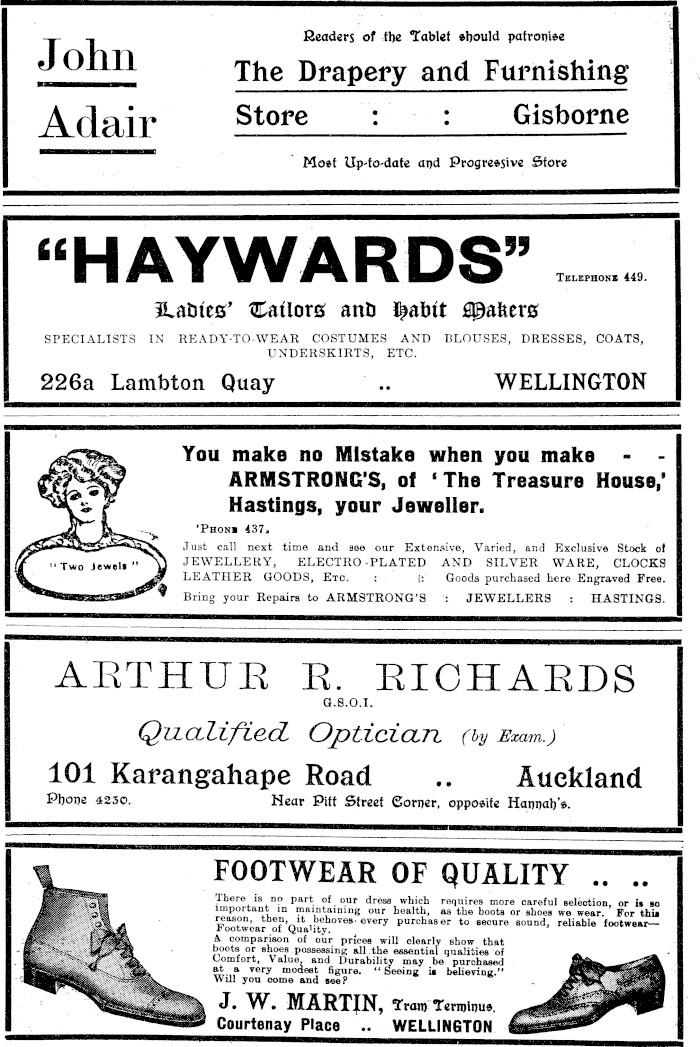 John
Adair
Readers of the Tablet should patronise
The Drapery and Furnishing
Store : : Gisborne
Most Up-to-date and Progressive Store
"HAYWARDS"
TELEPHONE 449.
Ladies' Tailors and Habit Makers
SPECIALISTS IN READY-TO-WEAR COSTUMES AND BLOUSES, DRESSES, COATS,
UNDERSKIRTS, ETC.
226a Lambton Quay .. WELLINGTON
You make no Mistake when you make - -
ARMSTRONG'S, of 'The Treasure House,'
Hastings, your Jeweller.
'PHONE 437.
"Two Jewels"
Just call next time and see our Extensive, Varied, and Exclusive Stock of
JEWELLERY, ELECTRO-PLATED AND SILVER WARE, CLOCKS
LEATHER GOODS, Etc. : : Goods purchased here Engraved Free.
Bring your Repairs to ARMSTRONG'S : JEWELLERS : HASTINGS.
ARTHUR R. RICHARDS
G.S.O.I.
Qualified Optician (by Exam.)
101 Karangahape Road .. Auckland
Phone 4230. Near Pitt Street Corner, opposite Hannah's.
FOOTWEAR OF QUALITY .. ..
There is no part of our dress which requires more careful selection, or is so
important in maintaining our health, as the boots or shoes we wear. For this
reason, then, it behoves every purchaser to secure sound, reliable footwear—
Footwear of Quality.
A comparison of our prices will clearly show that
boots or shoes possessing all the essential qualities of
Comfort, Value, and Durability may be purchased
at a very modest figure. "Seeing is believing."
Will you come and see?
J. W. MARTIN, Tram Terminus,
Courtenay Place .. WELLINGTON